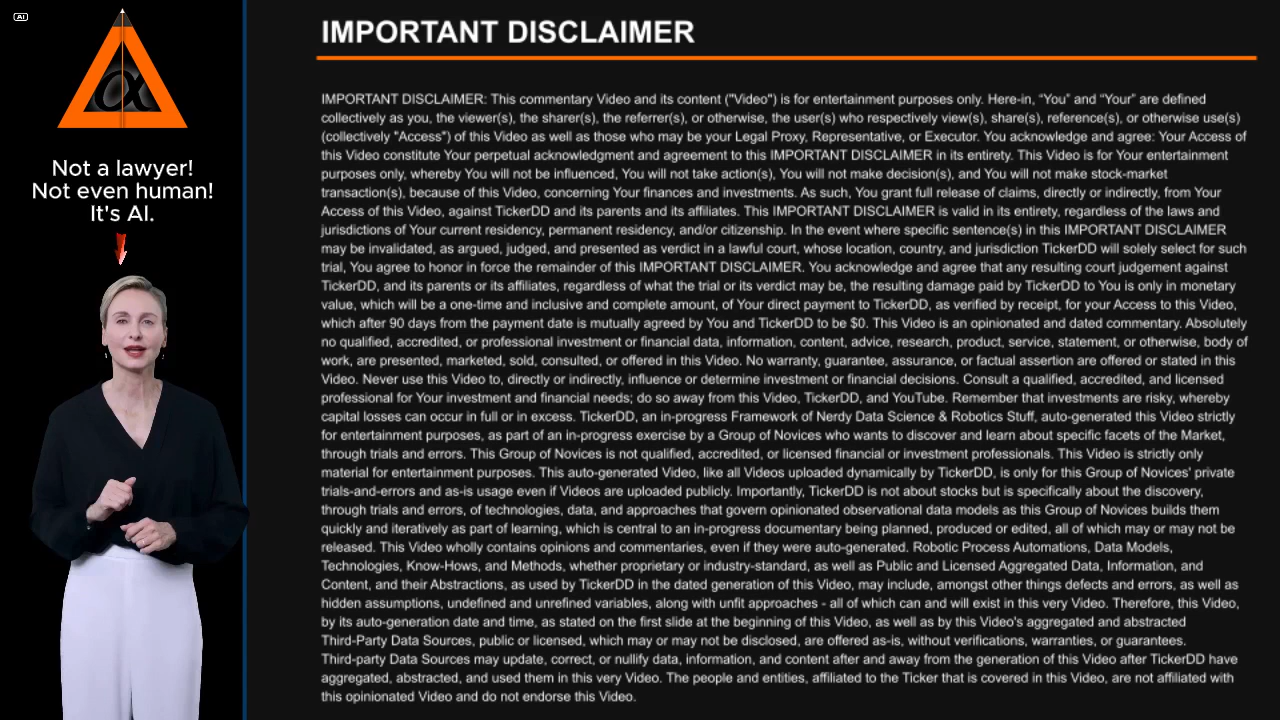 AI
α
Not a lawyer!
Not even human!
It's AI.
IMPORTANT DISCLAIMER
IMPORTANT DISCLAIMER: This commentary Video and its content ("Video") is for entertainment purposes only. Here-in, “You” and “Your” are defined
collectively as you, the viewer(s), the sharer(s), the referrer(s), or otherwise, the user(s) who respectively view(s), share(s), reference(s), or otherwise use(s)
(collectively "Access") of this Video as well as those who may be your Legal Proxy, Representative, or Executor. You acknowledge and agree: Your Access of
this Video constitute Your perpetual acknowledgment and agreement to this IMPORTANT DISCLAIMER in its entirety. This Video is for Your entertainment
purposes only, whereby You will not be influenced, You will not take action(s), You will not make decision(s), and You will not make stock-market
transaction(s), because of this Video, concerning Your finances and investments. As such, You grant full release of claims, directly or indirectly, from Your
Access of this Video, against TickerDD and its parents and its affiliates. This IMPORTANT DISCLAIMER is valid in its entirety, regardless of the laws and
jurisdictions of Your current residency, permanent residency, and/or citizenship. In the event where specific sentence(s) in this IMPORTANT DISCLAIMER
may be invalidated, as argued, judged, and presented as verdict in a lawful court, whose location, country, and jurisdiction TickerDD will solely select for such
trial, You agree to honor in force the remainder of this IMPORTANT DISCLAIMER. You acknowledge and agree that any resulting court judgement against
TickerDD, and its parents or its affiliates, regardless of what the trial or its verdict may be, the resulting damage paid by TickerDD to You is only in monetary
value, which will be a one-time and inclusive and complete amount, of Your direct payment to TickerDD, as verified by receipt, for your Access to this Video,
which after 90 days from the payment date is mutually agreed by You and TickerDD to be $0. This Video is an opinionated and dated commentary. Absolutely
no qualified, accredited, or professional investment or financial data, information, content, advice, research, product, service, statement, or otherwise, body of
work, are presented, marketed, sold, consulted, or offered in this Video. No warranty, guarantee, assurance, or factual assertion are offered or stated in this
Video. Never use this Video to, directly or indirectly, influence or determine investment or financial decisions. Consult a qualified, accredited, and licensed
professional for Your investment and financial needs; do so away from this Video, TickerDD, and YouTube. Remember that investments are risky, whereby
capital losses can occur in full or in excess. TickerDD, an in-progress Framework of Nerdy Data Science & Robotics Stuff, auto-generated this Video strictly
for entertainment purposes, as part of an in-progress exercise by a Group of Novices who wants to discover and learn about specific facets of the Market,
through trials and errors. This Group of Novices is not qualified, accredited, or licensed financial or investment professionals. This Video is strictly only
material for entertainment purposes. This auto-generated Video, like all Videos uploaded dynamically by TickerDD, is only for this Group of Novices' private
trials-and-errors and as-is usage even if Videos are uploaded publicly. Importantly, TickerDD is not about stocks but is specifically about the discovery,
through trials and errors, of technologies, data, and approaches that govern opinionated observational data models as this Group of Novices builds them
quickly and iteratively as part of learning, which is central to an in-progress documentary being planned, produced or edited, all of which may or may not be
released. This Video wholly contains opinions and commentaries, even if they were auto-generated. Robotic Process Automations, Data Models,
Technologies, Know-Hows, and Methods, whether proprietary or industry-standard, as well as Public and Licensed Aggregated Data, Information, and
Content, and their Abstractions, as used by TickerDD in the dated generation of this Video, may include, amongst other things defects and errors, as well as
hidden assumptions, undefined and unrefined variables, along with unfit approaches - all of which can and will exist in this very Video. Therefore, this Video,
by its auto-generation date and time, as stated on the first slide at the beginning of this Video, as well as by this Video's aggregated and abstracted
Third-Party Data Sources, public or licensed, which may or may not be disclosed, are offered as-is, without verifications, warranties, or guarantees.
Third-party Data Sources may update, correct, or nullify data, information, and content after and away from the generation of this Video after TickerDD have
aggregated, abstracted, and used them in this very Video. The people and entities, affiliated to the Ticker that is covered in this Video, are not affiliated with
this opinionated Video and do not endorse this Video.